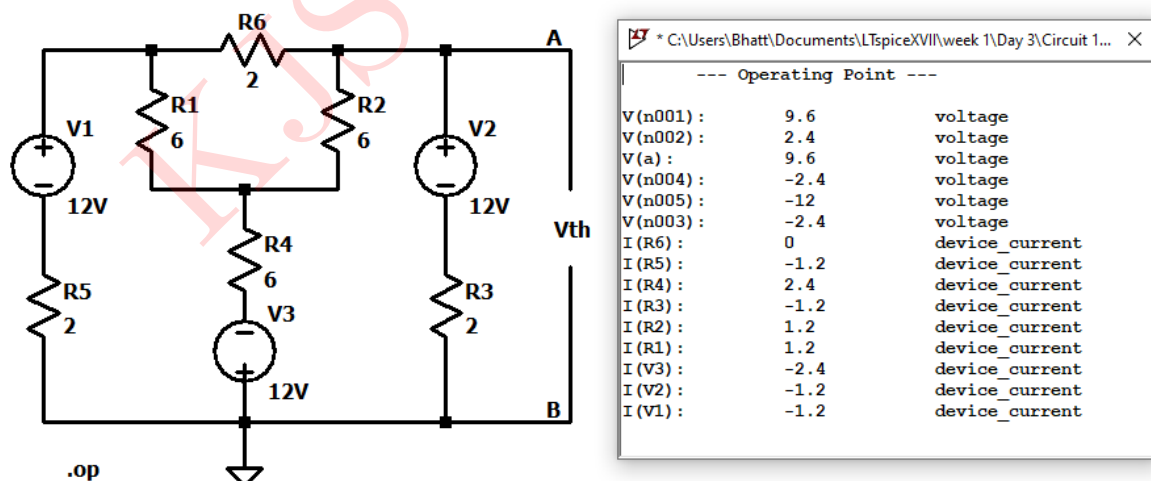 R6
A
2
R1
R2
V1
6
6
V2
12V
12V
R4
Vth
6
R5
R3
V3
2
2
12V
B
.op
KJS
* C:\Users\Bhatt\Documents\LTspiceXVII\week 1\Day 3\Circuit 1...
--- Operating Point ---
V(n001): 9.6 voltage
V(n002): 2.4 voltage
V(a): 9.6 voltage
V(n004): -2.4 voltage
V(n005): -12 voltage
V(n003): -2.4 voltage
I(R6): 0 device_current
I(R5): -1.2 device_current
I(R4): 2.4 device_current
I(R3): -1.2 device_current
I(R2): 1.2 device_current
I(R1): 1.2 device_current
I(V3): -2.4 device_current
I(V2): -1.2 device_current
I(V1): -1.2 device_current